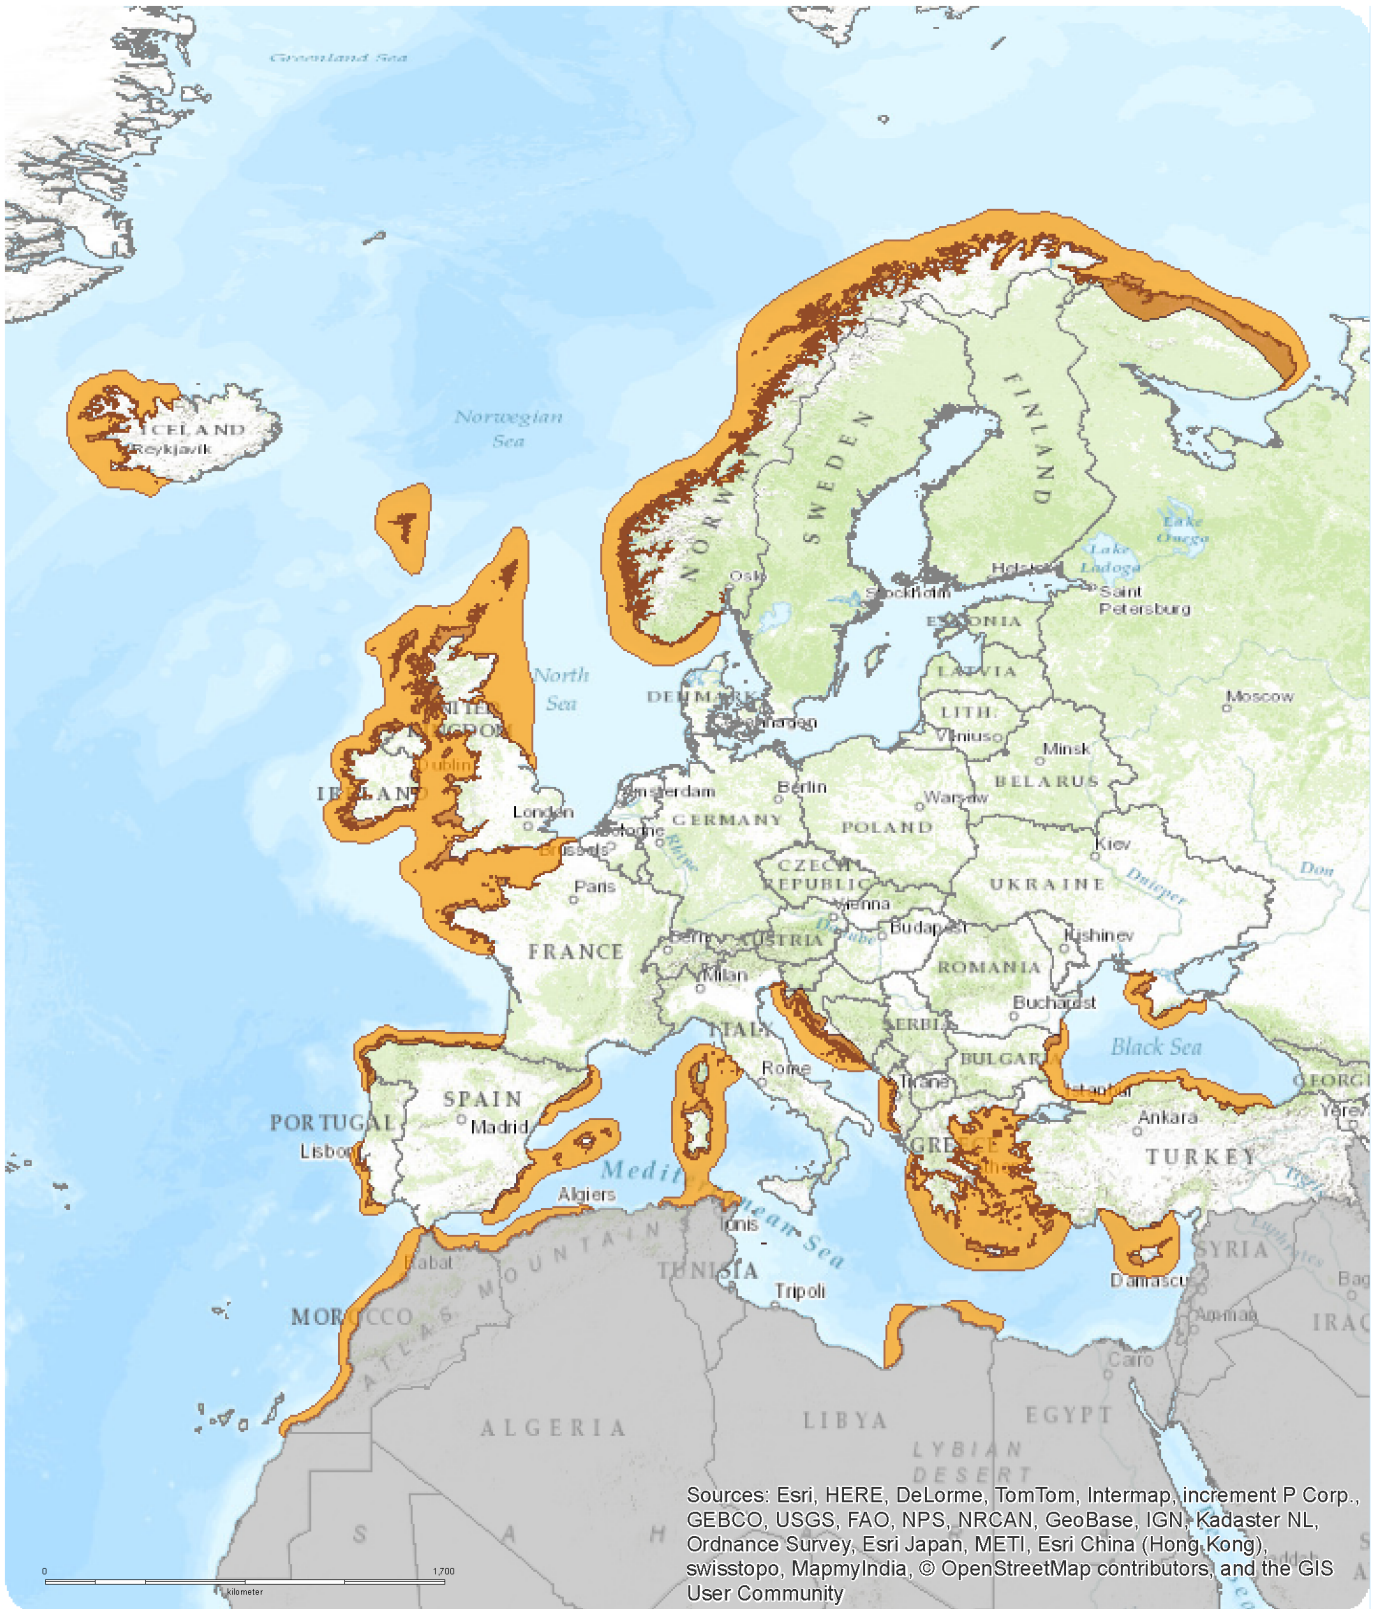 Greenland Sea
Norwegian
Sea
ICELAND
Reykjavik
FINLAND
SWEDEN
NORWAY
Lake
Onega
Lake
Ladoga
Oslo
Stockholm
Saint
Petersburg
ESTONIA
LATVIA
North
Sea
DENMARK
Moscow
LITH.
Vilnius
Minsk
UNITED
KINGDOM
Dublin
IRELAND
BELARUS
Amsterdam
Berlin
Warsaw
London
GERMANY
POLAND
Cologne
Brussels
Rhine
Kiev
CZECH
REPUBLIC
UKRAINE
Dnieper
Don
Paris
Vienna
Danube
Budapest
Kishinev
Bern
AUSTRIA
FRANCE
Milan
ROMANIA
Bucharest
ITALY
SERBIA
BULGARIA
Black Sea
Rome
Tirane
Istanbul
Ankara
SPAIN
PORTUGAL
Madrid
Lisbon
GREECE
TURKEY
Mediterranean Sea
Algiers
Tunis
Tigris
Euphrates
SYRIA
Rabat
TUNISIA
Damascu
Tripoli
Amman
MOROCCO
ATLAS MOUNTAINS
Cairo
ALGERIA
LIBYA
EGYPT
LYBIAN
DESERT
S A H
Sources: Esri, HERE, DeLorme, TomTom, Intermap, increment P Corp.,
GEBCO, USGS, FAO, NPS, NRCAN, GeoBase, IGN, Kadaster NL,
Ordnance Survey, Esri Japan, METI, Esri China (Hong Kong),
swisstopo, MapmyIndia, © OpenStreetMap contributors, and the GIS
User Community
0 1,700
kilometer